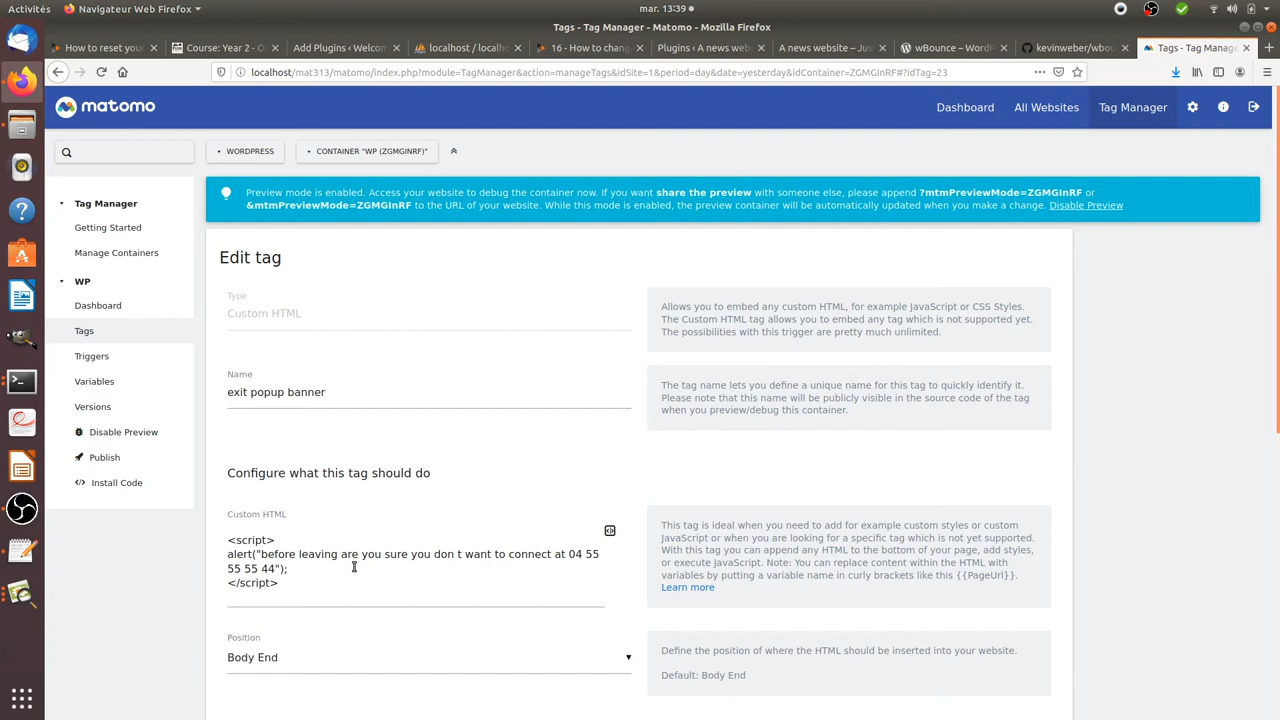 Activités
Navigateur Web Firefox
mar. 13:39
Tags - Tag Manager - Matomo - Mozilla Firefox
How to reset your
Course: Year 2 - O
Add Plugins ‹ Welcom
localhost / localho
16 - How to chang
Plugins ‹ A news web
A news website – Jus
wBounce – WordP
kevinweber/wbou
Tags - Tag Manage
localhost/mat313/matomo/index.php?module=TagManager&action=manageTags&idSite=1&period=day&date=yesterday&idContainer=ZGMGInRF#?idTag=23
matomo
Dashboard
All Websites
Tag Manager
WORDPRESS
CONTAINER "WP (ZGMGINRF)"
Preview mode is enabled. Access your website to debug the container now. If you want share the preview with someone else, please append ?mtmPreviewMode=ZGMGInRF or
&mtmPreviewMode=ZGMGInRF to the URL of your website. While this mode is enabled, the preview container will be automatically updated when you make a change. Disable Preview
Tag Manager
Getting Started
Manage Containers
WP
Dashboard
Tags
Triggers
Variables
Versions
Disable Preview
Publish
Install Code
Edit tag
Type
Custom HTML
Allows you to embed any custom HTML, for example JavaScript or CSS Styles.
The Custom HTML tag allows you to embed any tag which is not supported yet.
The possibilities with this trigger are pretty much unlimited.
Name
exit popup banner
The tag name lets you define a unique name for this tag to quickly identify it.
Please note that this name will be publicly visible in the source code of the tag
when you preview/debug this container.
Configure what this tag should do
Custom HTML
<script>
alert("before leaving are you sure you don t want to connect at 04 55
55 55 44");
</script>
This tag is ideal when you need to add for example custom styles or custom
JavaScript or when you are looking for a specific tag which is not yet supported.
With this tag you can append any HTML to the bottom of your page, add styles,
or execute JavaScript. Note: You can replace content within the HTML with
variables by putting a variable name in curly brackets like this {{PageUrl}}.
Learn more
Position
Body End
Define the position of where the HTML should be inserted into your website.
Default: Body End